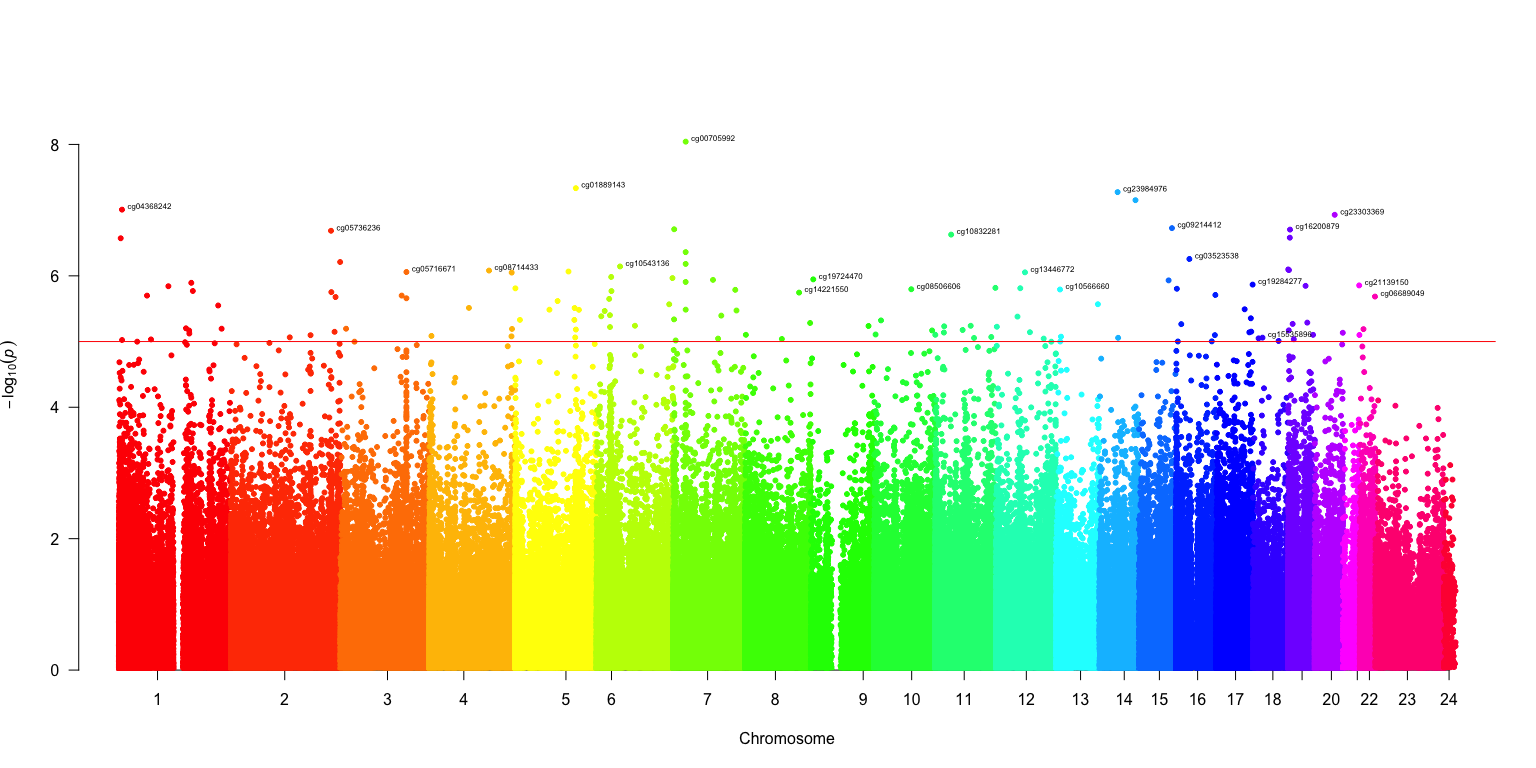 8
cg00705992
cg01889143
cg23984976
cg04368242
cg23303369
cg09214412
cg16200879
cg05736236
cg10832281
cg10543136
cg03523538
6
cg05716671
cg08714433
cg13446772
cg19724470
cg19284277
cg21139150
cg14221550
cg08506606
cg10566660
cg06689049
4
2
0
−log10(p)
1 2 3 4 5 6 7 8 9 10 11 12 13 14 15 16 17 18 20 22 23 24
Chromosome